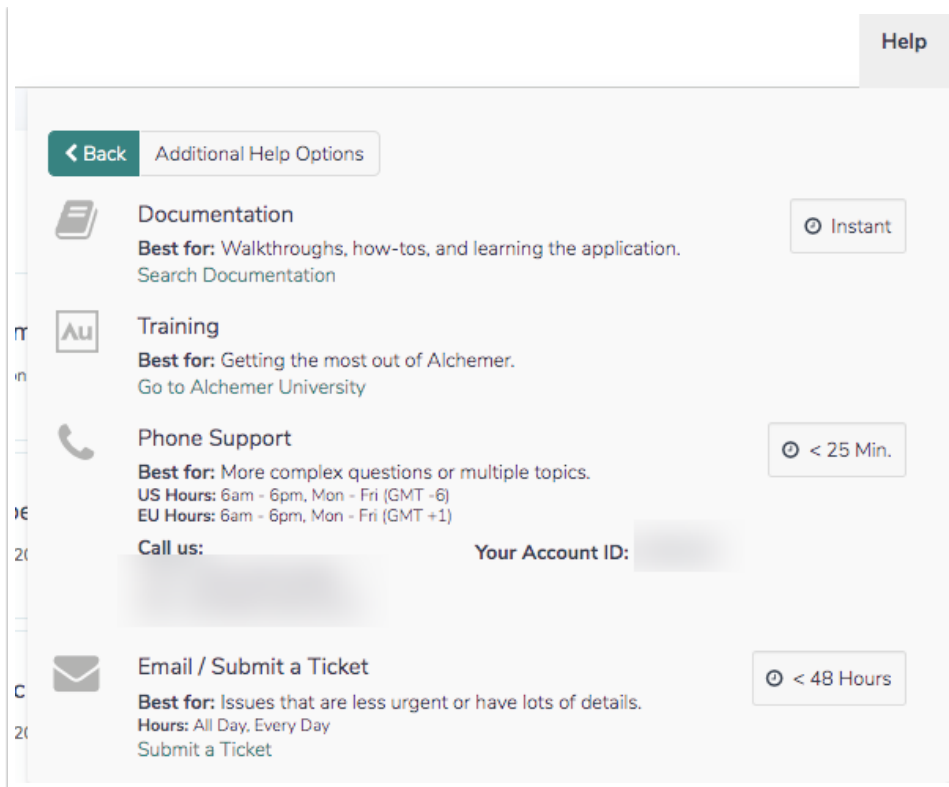 Help
Back
Additional Help Options
Documentation
Instant
Best for: Walkthroughs, how-tos, and learning the application.
Search Documentation
Au
Training
Best for: Getting the most out of Alchemer.
Go to Alchemer University
Phone Support
< 25 Min.
Best for: More complex questions or multiple topics.
US Hours: 6am - 6pm, Mon - Fri (GMT -6)
EU Hours: 6am - 6pm, Mon - Fri (GMT +1)
Call us:
Your Account ID:
Email / Submit a Ticket
< 48 Hours
Best for: Issues that are less urgent or have lots of details.
Hours: All Day, Every Day
Submit a Ticket